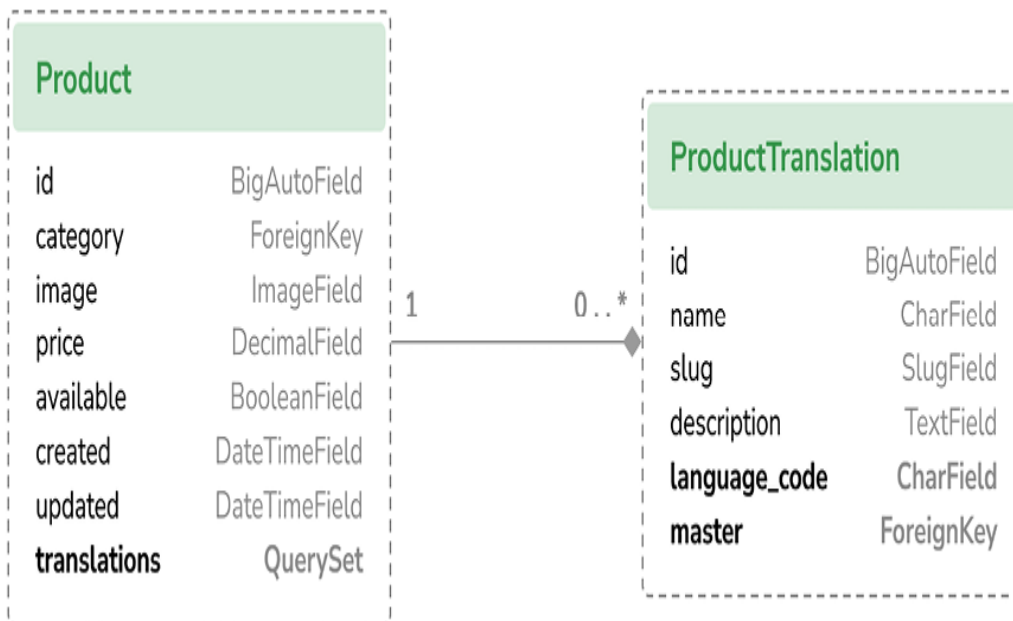 Product
id BigAutoField
category ForeignKey
image ImageField
price DecimalField
available BooleanField
created DateTimeField
updated DateTimeField
translations QuerySet
1 0..*
ProductTranslation
id BigAutoField
name CharField
slug SlugField
description TextField
language_code CharField
master ForeignKey